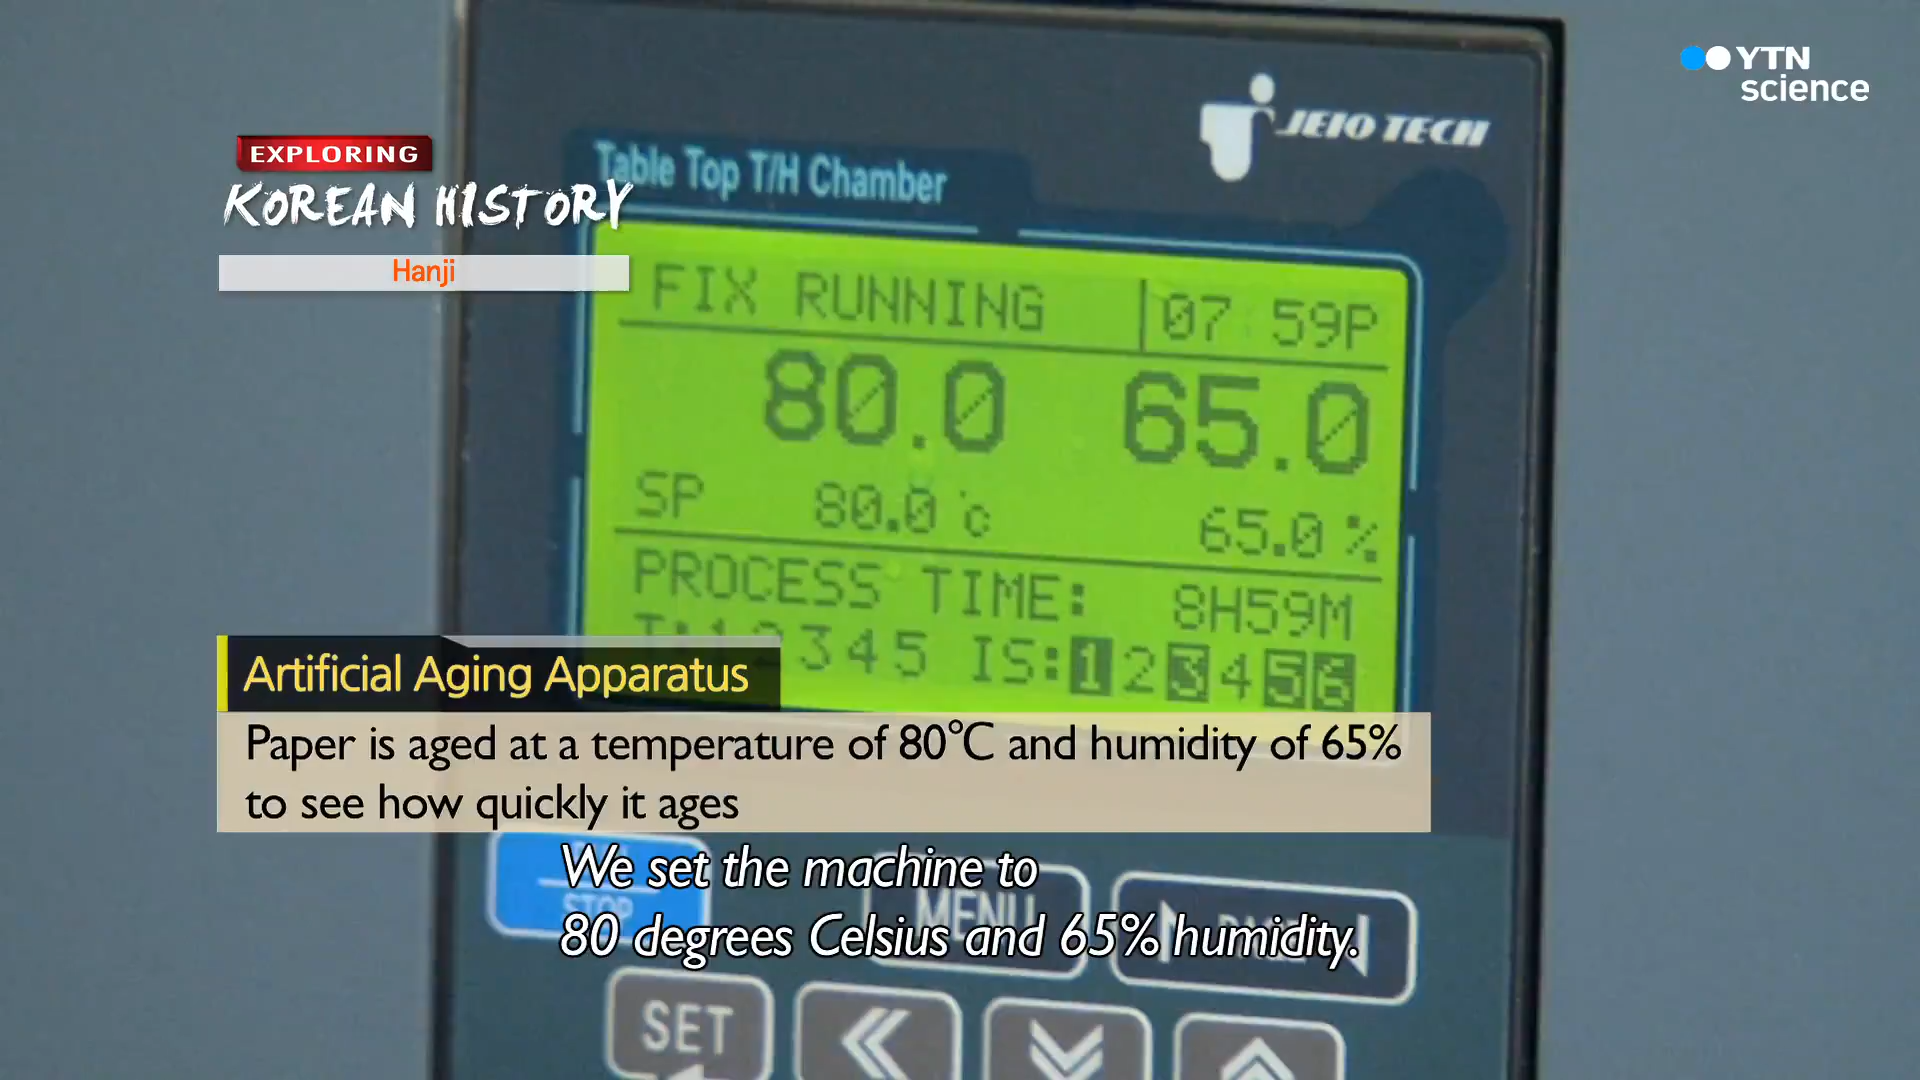 YTN
science
EXPLORING
KOREAN HISTORY
Hanji
JEIO TECH
Table Top T/H Chamber
FIX RUNNING 07 59P
80.0 65.0
SP 80.0 °c 65.0 %
PROCESS TIME: 8H59M
T:12345 IS:123456
Artificial Aging Apparatus
Paper is aged at a temperature of 80°C and humidity of 65%
to see how quickly it ages
We set the machine to
80 degrees Celsius and 65% humidity.
STOP
MENU
PAGE
SET